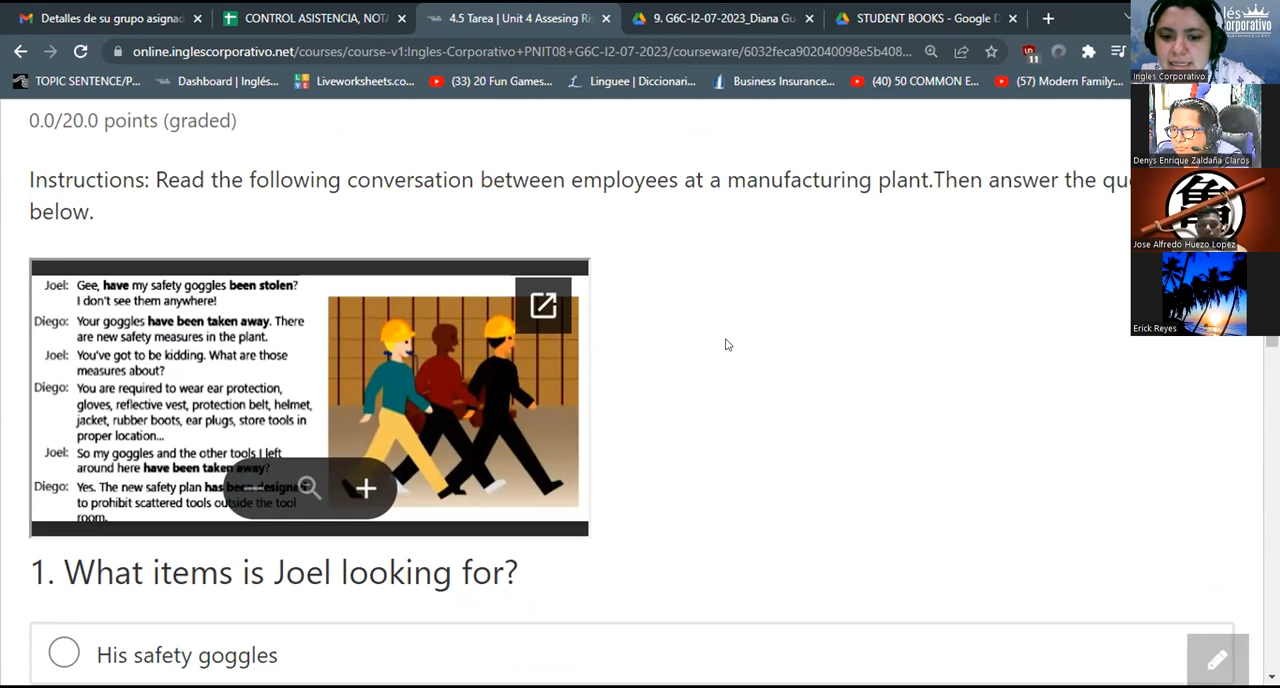 Detalles de su grupo asignad
CONTROL ASISTENCIA, NOT
4.5 Tarea | Unit 4 Assesing Ri
9. G6C-I2-07-2023_Diana Gu
STUDENT BOOKS - Google D
online.inglescorporativo.net/courses/course-v1:Ingles-Corporativo+PNIT08+G6C-I2-07-2023/courseware/6032feca902040098e5b408...
11
TOPIC SENTENCE/P...
Dashboard | Inglés...
Liveworksheets.co...
(33) 20 Fun Games...
Linguee | Diccionari...
Business Insurance...
(40) 50 COMMON E...
(57) Modern Family:...
lés
orporativo
Ingles Corporativo
Denys Enrique Zaldaña Claros
亀
Jose Alfredo Huezo Lopez
Erick Reyes
0.0/20.0 points (graded)
Instructions: Read the following conversation between employees at a manufacturing plant.Then answer the qu
below.
Joel: Gee, have my safety goggles been stolen?
I don't see them anywhere!
Diego: Your goggles have been taken away. There
are new safety measures in the plant.
Joel: You've got to be kidding. What are those
measures about?
Diego: You are required to wear ear protection,
gloves, reflective vest, protection belt, helmet,
jacket, rubber boots, ear plugs, store tools in
proper location...
Joel: So my goggles and the other tools I left
around here have been taken away?
Diego: Yes. The new safety plan has been designe
to prohibit scattered tools outside the tool
room.
1. What items is Joel looking for?
His safety goggles